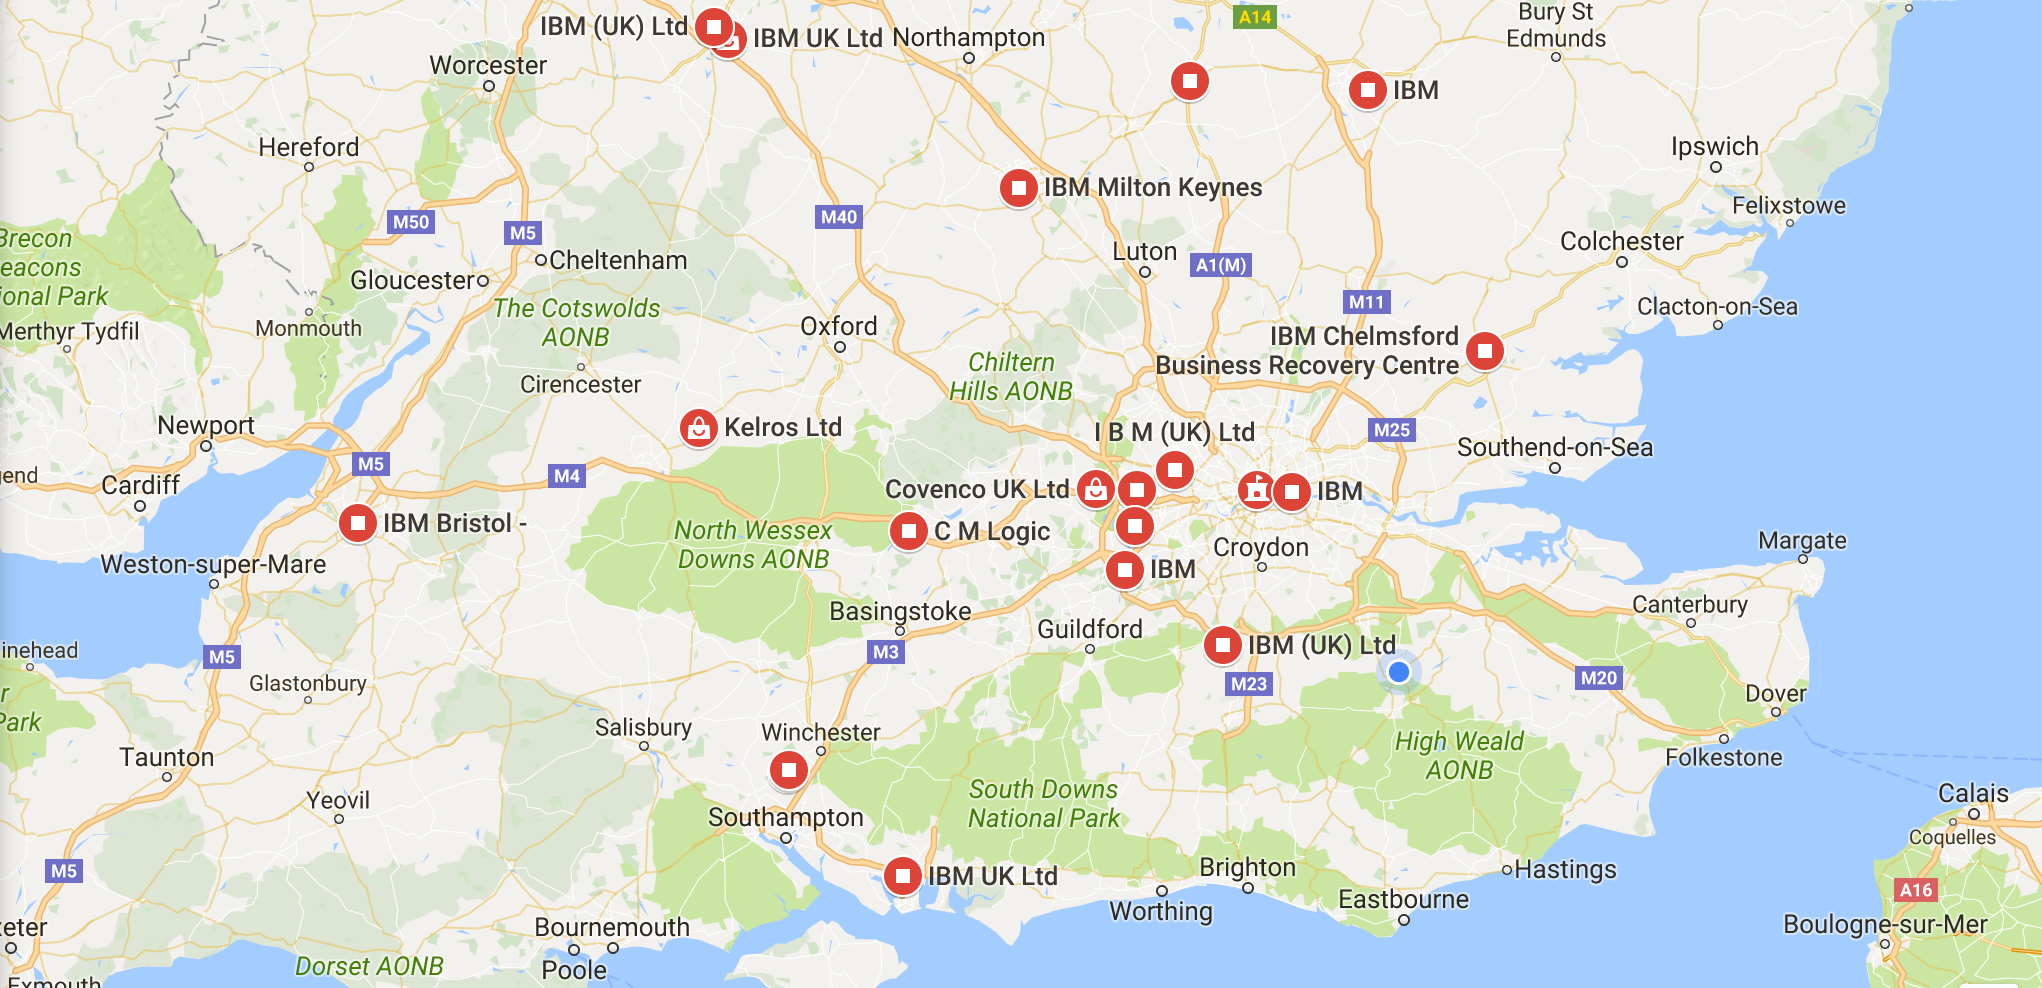 A14
Bury St
Edmunds
IBM (UK) Ltd
IBM UK Ltd
Northampton
Worcester
IBM
Hereford
Ipswich
IBM Milton Keynes
Felixstowe
M50
M5
M40
Brecon
eacons
ional Park
Cheltenham
Luton
A1(M)
Colchester
Gloucester
The Cotswolds
AONB
M11
Clacton-on-Sea
Merthyr Tydfil
Monmouth
Oxford
IBM Chelmsford
Business Recovery Centre
Chiltern
Hills AONB
Cirencester
Newport
Kelros Ltd
I B M (UK) Ltd
M25
Southend-on-Sea
M5
M4
end
Cardiff
Covenco UK Ltd
IBM
IBM Bristol -
North Wessex
Downs AONB
C M Logic
Croydon
Margate
Weston-super-Mare
IBM
Basingstoke
Guildford
Canterbury
inehead
M5
M3
IBM (UK) Ltd
M23
M20
Glastonbury
r
Park
Dover
Salisbury
Winchester
High Weald
AONB
Taunton
Folkestone
Yeovil
South Downs
National Park
Calais
Southampton
Coquelles
M5
IBM UK Ltd
Brighton
Hastings
A16
Worthing
Eastbourne
xeter
Bournemouth
Boulogne-sur-Mer
Dorset AONB
Poole
Exmouth